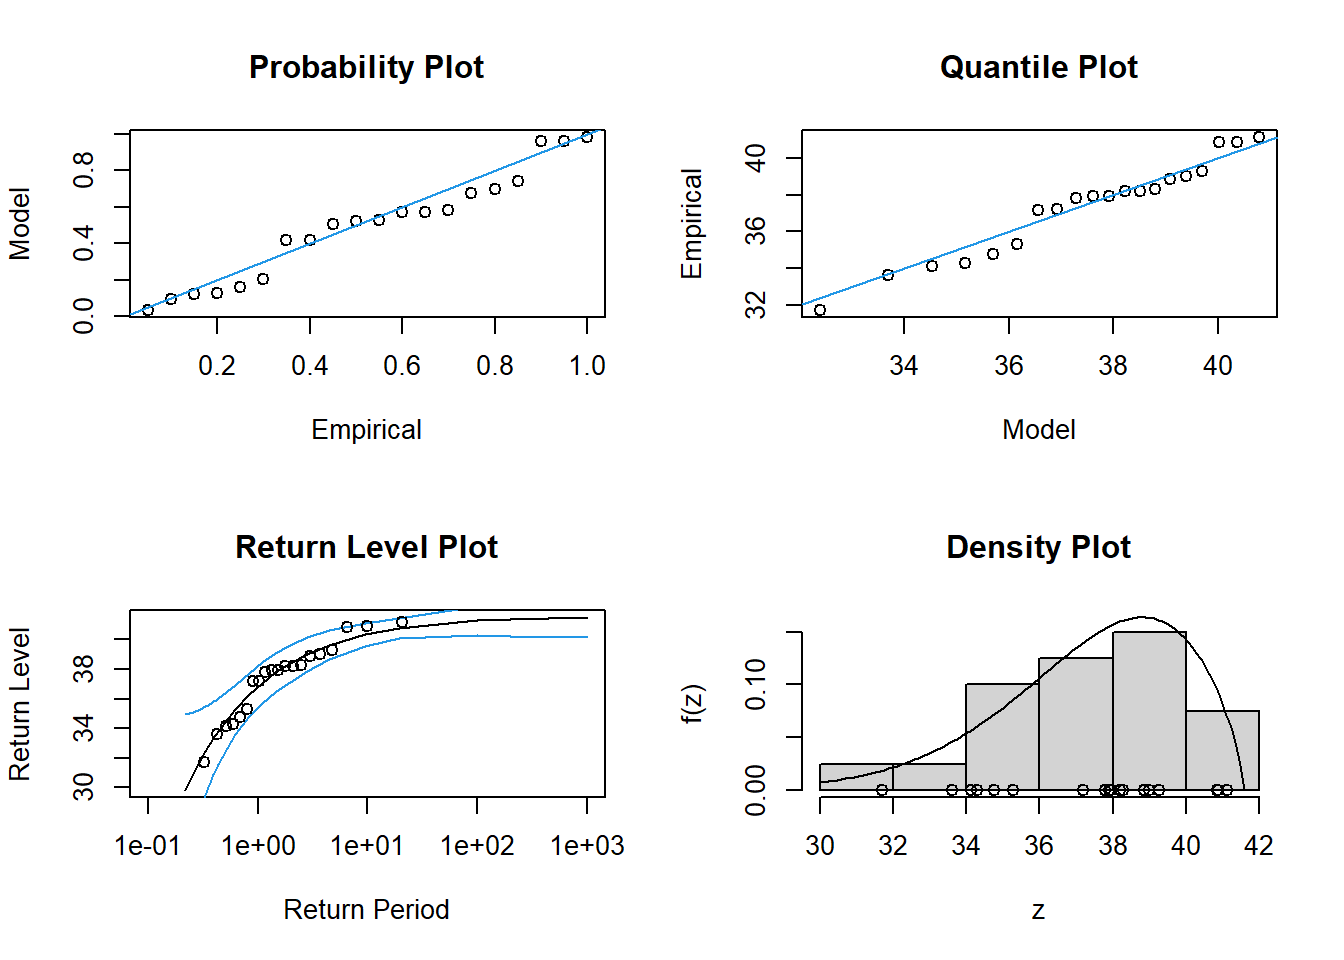 Probability Plot
Model
0.0 0.4 0.8
0.2 0.4 0.6 0.8 1.0
Empirical
Quantile Plot
Empirical
32 36 40
34 36 38 40
Model
Return Level Plot
Return Level
30 34 38
1e-01 1e+00 1e+01 1e+02 1e+03
Return Period
Density Plot
f(z)
0.00 0.10
30 32 34 36 38 40 42
z